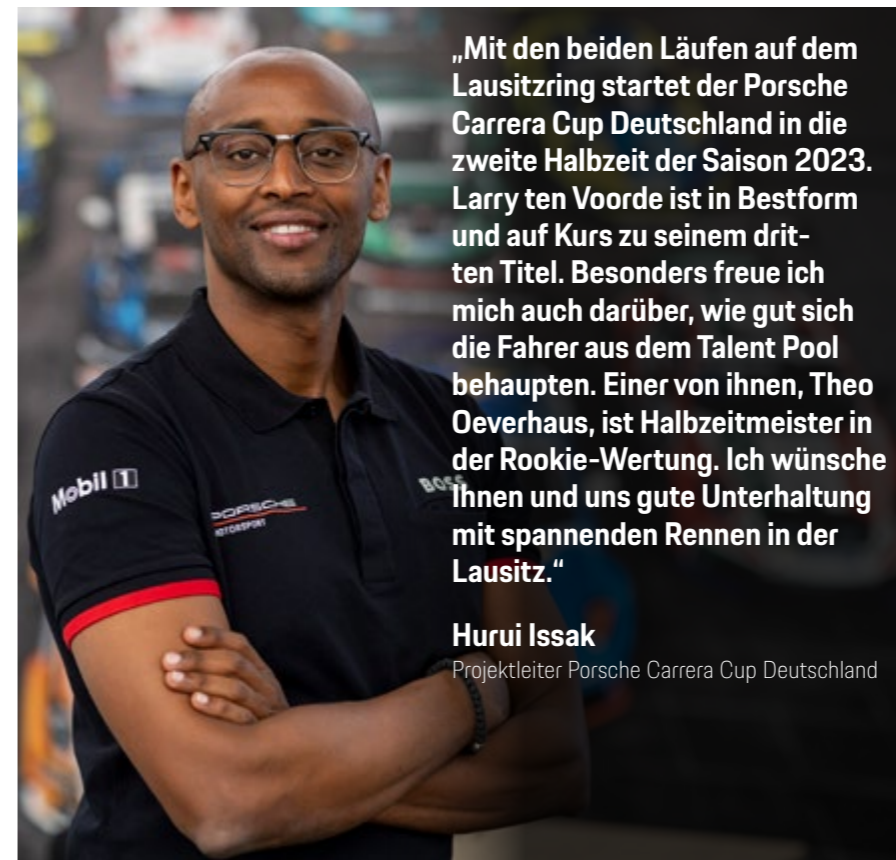 „Mit den beiden Läufen auf dem
Lausitzring startet der Porsche
Carrera Cup Deutschland in die
zweite Halbzeit der Saison 2023.
Larry ten Voorde ist in Bestform
und auf Kurs zu seinem drit-
ten Titel. Besonders freue ich
mich auch darüber, wie gut sich
die Fahrer aus dem Talent Pool
behaupten. Einer von ihnen, Theo
Oeverhaus, ist Halbzeitmeister in
der Rookie-Wertung. Ich wünsche
Ihnen und uns gute Unterhaltung
mit spannenden Rennen in der
Lausitz.“
Hurui Issak
Projektleiter Porsche Carrera Cup Deutschland
Mobil 1
PORSCHE
MOTORSPORT
BOSS